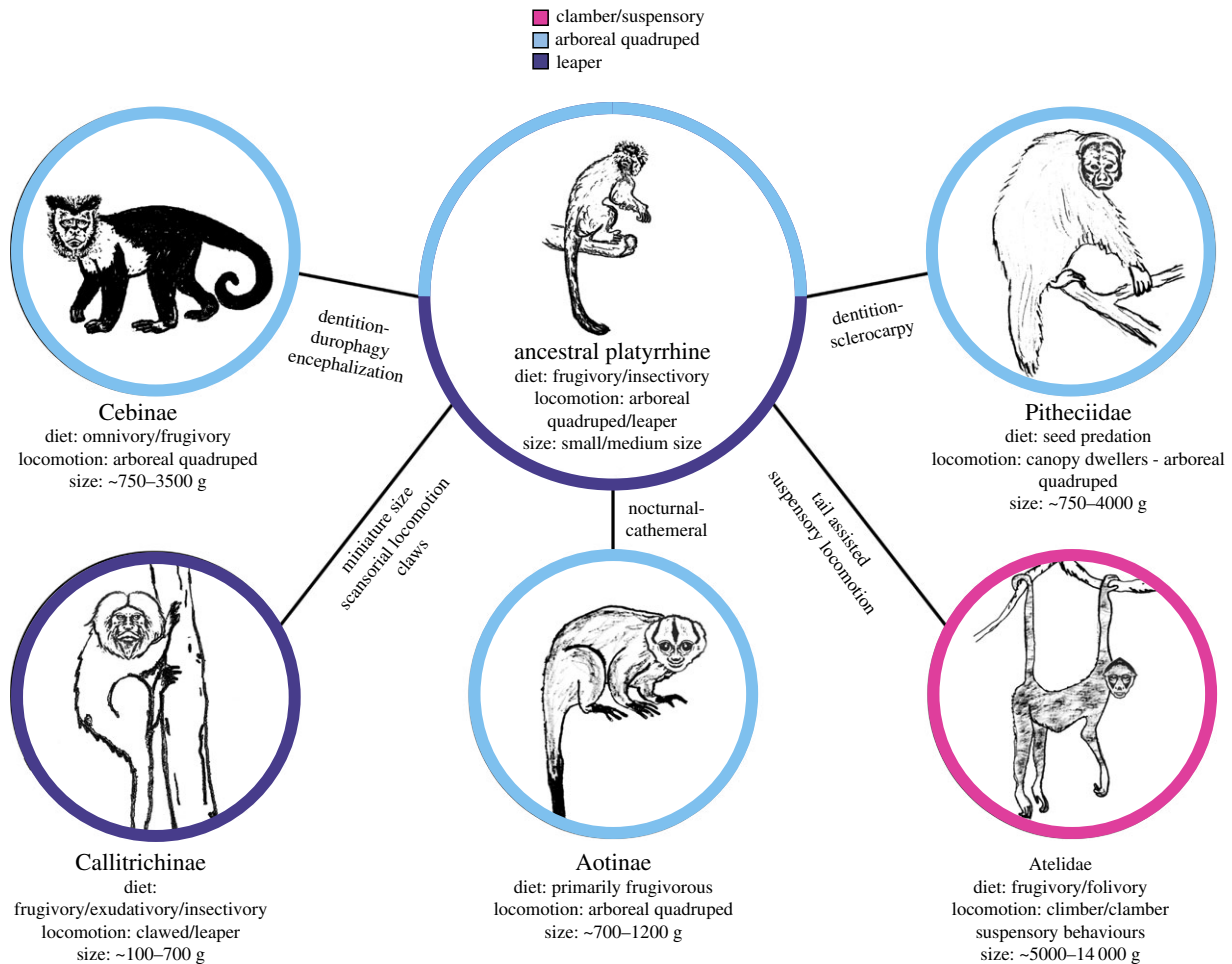 clamber/suspensory
arboreal quadruped
leaper
dentition-
durophagy
encephalization
ancestral platyrrhine
diet: frugivory/insectivory
locomotion: arboreal
quadruped/leaper
size: small/medium size
dentition-
sclerocarpy
Cebinae
diet: omnivory/frugivory
locomotion: arboreal quadruped
size: ~750–3500 g
Pitheciidae
diet: seed predation
locomotion: canopy dwellers - arboreal
quadruped
size: ~750–4000 g
miniature size
scansorial locomotion
claws
nocturnal-
cathemeral
tail assisted
suspensory locomotion
Callitrichinae
diet:
frugivory/exudativory/insectivory
locomotion: clawed/leaper
size: ~100–700 g
Aotinae
diet: primarily frugivorous
locomotion: arboreal quadruped
size: ~700–1200 g
Atelidae
diet: frugivory/folivory
locomotion: climber/clamber
suspensory behaviours
size: ~5000–14 000 g